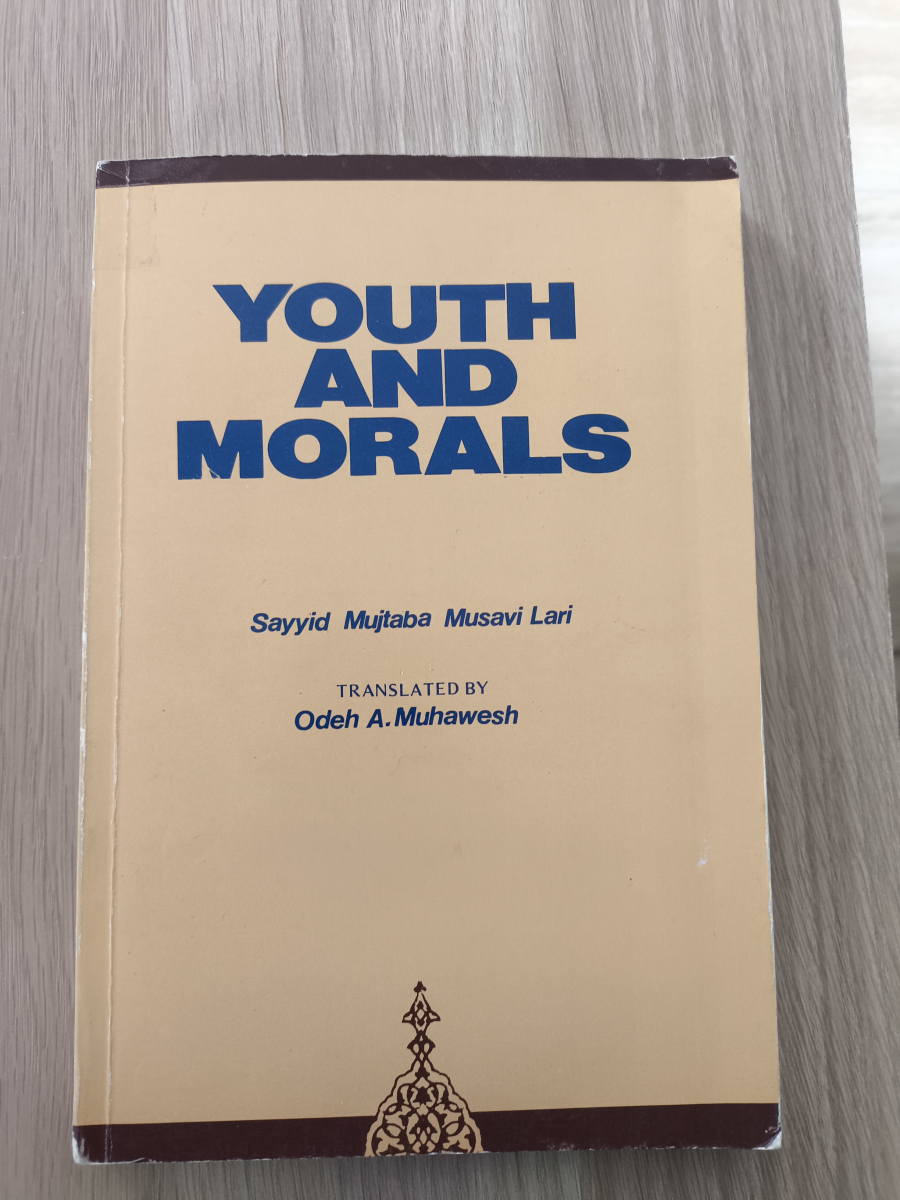 YOUTH
AND
MORALS
Sayyid Mujtaba Musavi Lari
TRANSLATED BY
Odeh A. Muhawesh